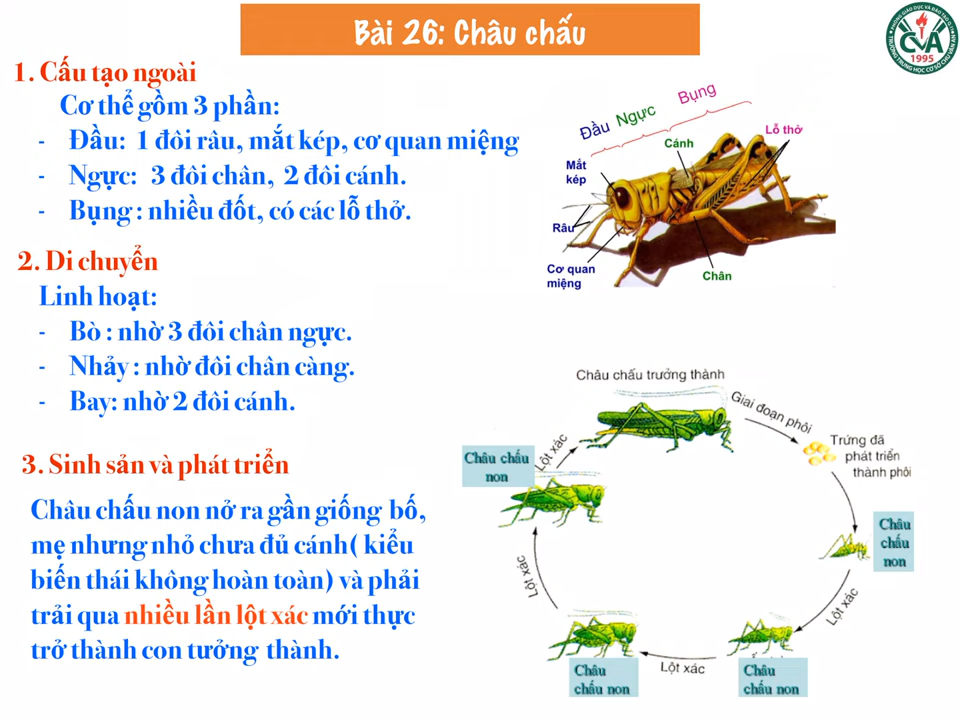 Bài 26: Châu chấu
1. Cấu tạo ngoài
Cơ thể gồm 3 phần:
- Đầu: 1 đôi râu, mắt kép, cơ quan miệng
- Ngực: 3 đôi chân, 2 đôi cánh.
- Bụng : nhiều đốt, có các lỗ thở.
2. Di chuyển
Linh hoạt:
- Bò : nhờ 3 đôi chân ngực.
- Nhảy : nhờ đôi chân càng.
- Bay: nhờ 2 đôi cánh.
3. Sinh sản và phát triển
Châu chấu non nở ra gần giống bố,
mẹ nhưng nhỏ chưa đủ cánh( kiểu
biến thái không hoàn toàn) và phải
trải qua nhiều lần lột xác mới thực
trở thành con tưởng thành.
CVA
1995
Đầu
Ngực
Bụng
Cánh
Lỗ thở
Mắt
kép
Râu
Cơ quan
miệng
Chân
Châu chấu trưởng thành
Giai đoạn phôi
Trứng đã
phát triển
thành phôi
Châu
chấu
non
Lột xác
Châu
chấu non
Lột xác
Châu
chấu non
Lột xác
Châu chấu
non
Lột xác